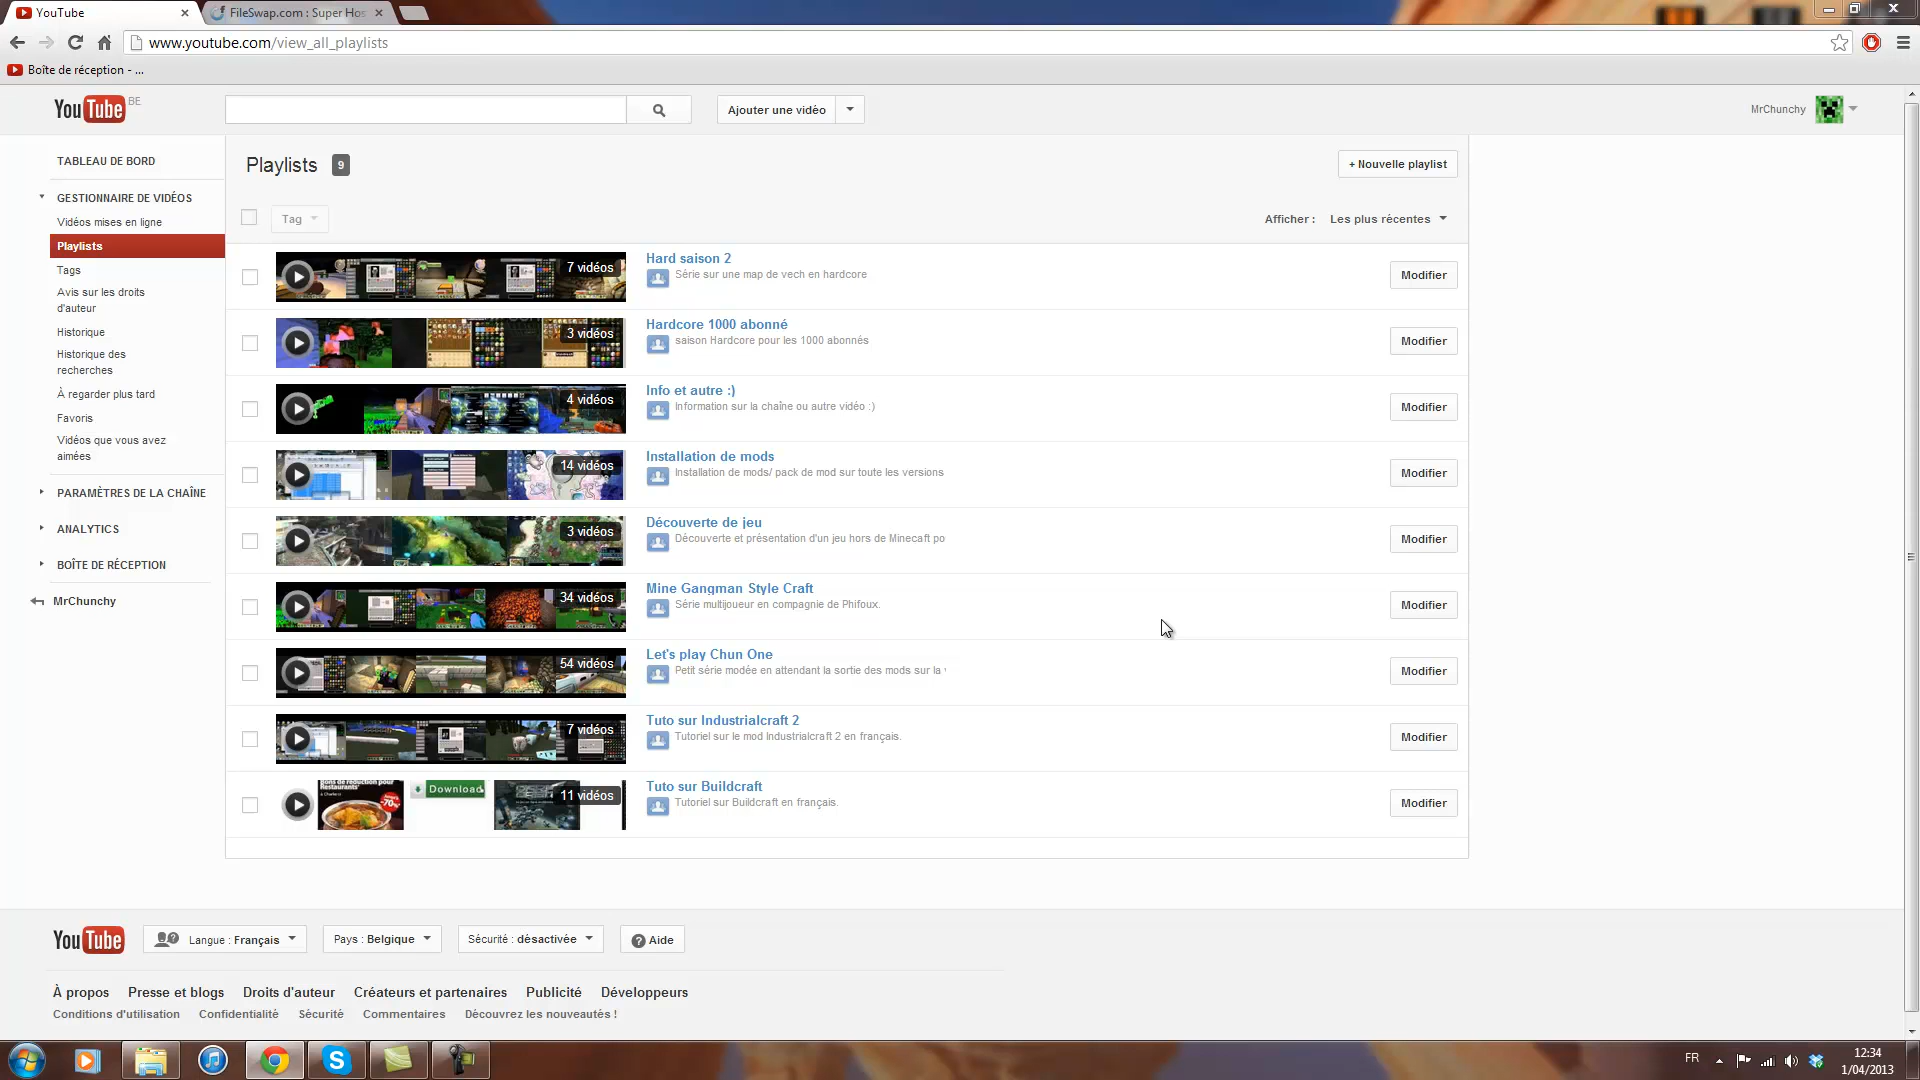 YouTube
FileSwap.com : Super Hos
www.youtube.com/view_all_playlists
Boîte de réception - ...
YouTube BE
Ajouter une vidéo
MrChunchy
TABLEAU DE BORD
GESTIONNAIRE DE VIDÉOS
Vidéos mises en ligne
Playlists
Tags
Avis sur les droits
d'auteur
Historique
Historique des
recherches
À regarder plus tard
Favoris
Vidéos que vous avez
aimées
PARAMÈTRES DE LA CHAÎNE
ANALYTICS
BOÎTE DE RÉCEPTION
MrChunchy
Playlists 9
+ Nouvelle playlist
Tag
Afficher : Les plus récentes
7 vidéos
Hard saison 2
Série sur une map de vech en hardcore
Modifier
3 vidéos
Hardcore 1000 abonné
saison Hardcore pour les 1000 abonnés
Modifier
4 vidéos
Info et autre :)
Information sur la chaîne ou autre vidéo :)
Modifier
14 vidéos
Installation de mods
Installation de mods/ pack de mod sur toute les versions
Modifier
3 vidéos
Découverte de jeu
Découverte et présentation d'un jeu hors de Minecaft po
Modifier
34 vidéos
Mine Gangman Style Craft
Série multijoueur en compagnie de Phifoux.
Modifier
54 vidéos
Let's play Chun One
Petit série modée en attendant la sortie des mods sur la
Modifier
7 vidéos
Tuto sur Industrialcraft 2
Tutoriel sur le mod Industrialcraft 2 en français.
Modifier
Bons de réduction pour
Restaurants
à Charleroi
-70%
Download
11 vidéos
Tuto sur Buildcraft
Tutoriel sur Buildcraft en français.
Modifier
YouTube
Langue : Français
Pays : Belgique
Sécurité : désactivée
Aide
À propos Presse et blogs Droits d'auteur Créateurs et partenaires Publicité Développeurs
Conditions d'utilisation Confidentialité Sécurité Commentaires Découvrez les nouveautés !
FR
12:34
1/04/2013